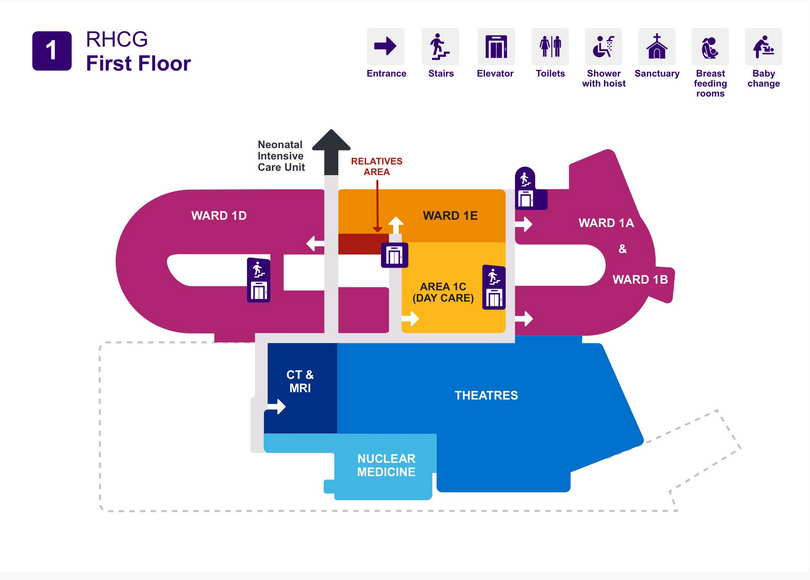 1
RHCG
First Floor
Entrance
Stairs
Elevator
Toilets
Shower
with hoist
Sanctuary
Breast
feeding
rooms
Baby
change
Neonatal
Intensive
Care Unit
RELATIVES
AREA
WARD 1D
WARD 1E
WARD 1A
&
WARD 1B
AREA 1C
(DAY CARE)
CT &
MRI
THEATRES
NUCLEAR
MEDICINE